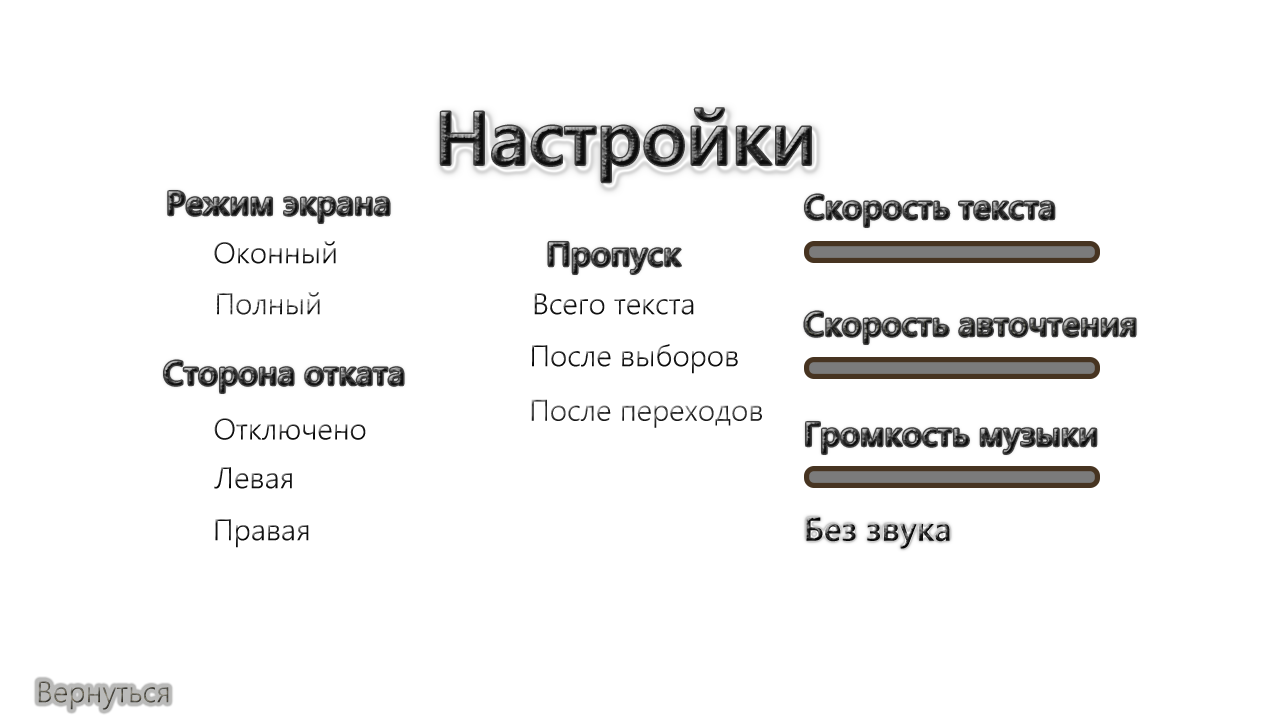 Настройки
Режим экрана
Оконный
Полный
Сторона отката
Отключено
Левая
Правая
Пропуск
Всего текста
После выборов
После переходов
Скорость текста
Скорость авточтения
Громкость музыки
Без звука
Вернуться